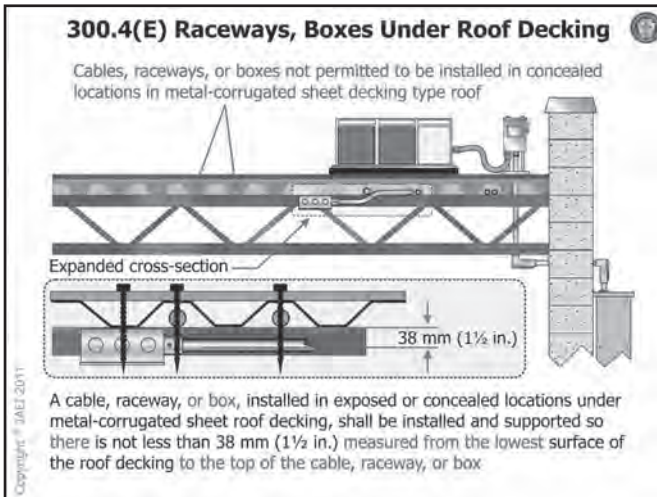 300.4(E) Raceways, Boxes Under Roof Decking
Cables, raceways, or boxes not permitted to be installed in concealed
locations in metal-corrugated sheet decking type roof
Expanded cross-section
38 mm (1½ in.)
A cable, raceway, or box, installed in exposed or concealed locations under
metal-corrugated sheet roof decking, shall be installed and supported so
there is not less than 38 mm (1½ in.) measured from the lowest surface of
the roof decking to the top of the cable, raceway, or box
Copyright © IAEI 2011